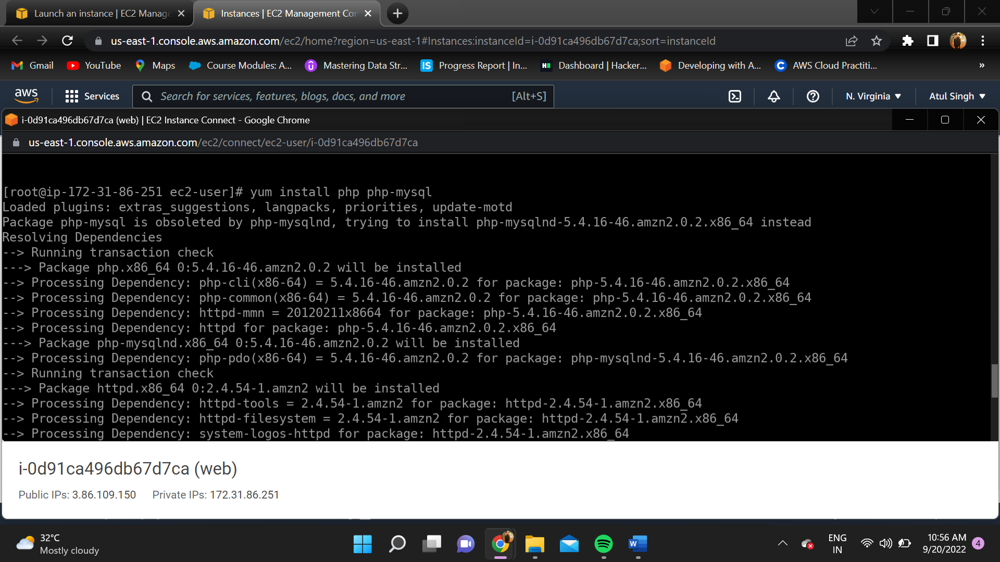 Launch an instance | EC2 Manage
Instances | EC2 Management Cor
us-east-1.console.aws.amazon.com/ec2/home?region=us-east-1#Instances:instanceId=i-0d91ca496db67d7ca;sort=instanceId
Gmail YouTube Maps Course Modules: A... Mastering Data Str... IS Progress Report | In... Dashboard | Hacker... Developing with A... C AWS Cloud Practiti... »
aws Services Search for services, features, blogs, docs, and more [Alt+S] N. Virginia Atul Singh
i-0d91ca496db67d7ca (web) | EC2 Instance Connect - Google Chrome
us-east-1.console.aws.amazon.com/ec2/connect/ec2-user/i-0d91ca496db67d7ca
[root@ip-172-31-86-251 ec2-user]# yum install php php-mysql
Loaded plugins: extras_suggestions, langpacks, priorities, update-motd
Package php-mysql is obsoleted by php-mysqlnd, trying to install php-mysqlnd-5.4.16-46.amzn2.0.2.x86_64 instead
Resolving Dependencies
--> Running transaction check
---> Package php.x86_64 0:5.4.16-46.amzn2.0.2 will be installed
--> Processing Dependency: php-cli(x86-64) = 5.4.16-46.amzn2.0.2 for package: php-5.4.16-46.amzn2.0.2.x86_64
--> Processing Dependency: php-common(x86-64) = 5.4.16-46.amzn2.0.2 for package: php-5.4.16-46.amzn2.0.2.x86_64
--> Processing Dependency: httpd-mmn = 20120211x8664 for package: php-5.4.16-46.amzn2.0.2.x86_64
--> Processing Dependency: httpd for package: php-5.4.16-46.amzn2.0.2.x86_64
---> Package php-mysqlnd.x86_64 0:5.4.16-46.amzn2.0.2 will be installed
--> Processing Dependency: php-pdo(x86-64) = 5.4.16-46.amzn2.0.2 for package: php-mysqlnd-5.4.16-46.amzn2.0.2.x86_64
--> Running transaction check
---> Package httpd.x86_64 0:2.4.54-1.amzn2 will be installed
--> Processing Dependency: httpd-tools = 2.4.54-1.amzn2 for package: httpd-2.4.54-1.amzn2.x86_64
--> Processing Dependency: httpd-filesystem = 2.4.54-1.amzn2 for package: httpd-2.4.54-1.amzn2.x86_64
--> Processing Dependency: system-logos-httpd for package: httpd-2.4.54-1.amzn2.x86_64
i-0d91ca496db67d7ca (web)
Public IPs: 3.86.109.150 Private IPs: 172.31.86.251
32°C
Mostly cloudy
W
ENG
IN
10:56 AM
9/20/2022
4